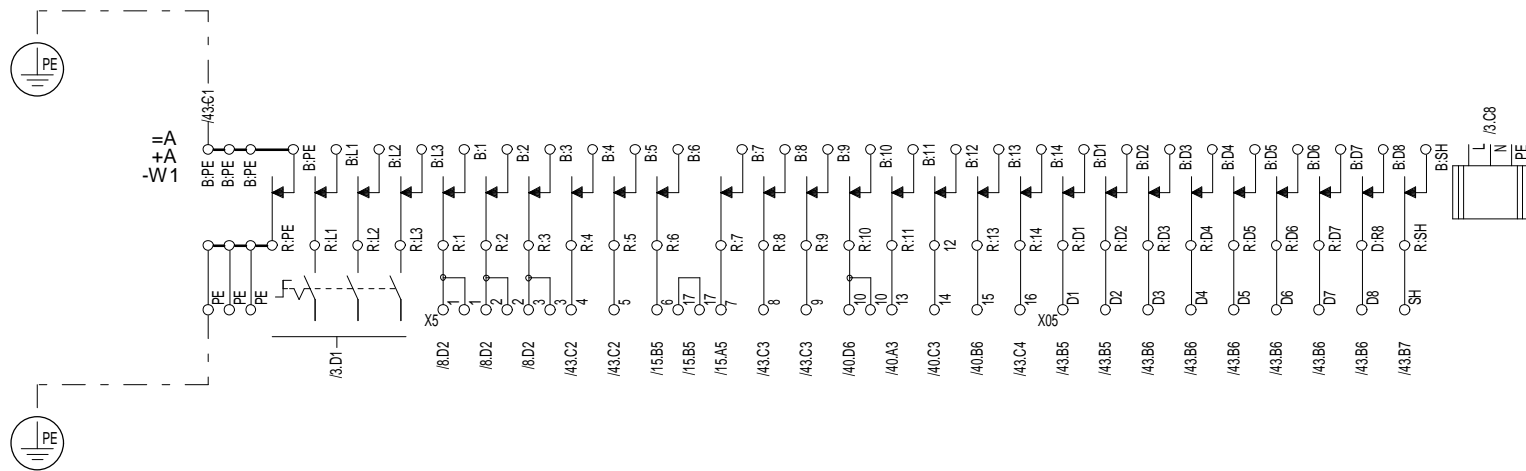 PE
/43.C1
=A
+A
-W1
B:PE
B:PE
B:PE
B:PE
B:L1
B:L2
B:L3
B:1
B:2
B:3
B:4
B:5
B:6
B:7
B:8
B:9
B:10
B:11
B:12
B:13
B:14
B:D1
B:D2
B:D3
B:D4
B:D5
B:D6
B:D7
B:D8
B:SH
L
N
PE
/3.C8
R:PE
R:L1
R:L2
R:L3
R:1
R:2
R:3
R:4
R:5
R:6
R:7
R:8
R:9
R:10
R:11
12
R:13
R:14
R:D1
R:D2
R:D3
R:D4
R:D5
R:D6
R:D7
D:R8
R:SH
PE
PE
PE
X5
1
1
2
2
3
3
4
5
6
17
17
7
8
9
10
10
13
14
15
16
X05
D1
D2
D3
D4
D5
D6
D7
D8
SH
/3.D1
/8.D2
/8.D2
/8.D2
/43.C2
/43.C2
/15.B5
/15.B5
/15.A5
/43.C3
/43.C3
/40.D6
/40.A3
/40.C3
/40.B6
/43.C4
/43.B5
/43.B5
/43.B6
/43.B6
/43.B6
/43.B6
/43.B6
/43.B6
/43.B7
PE